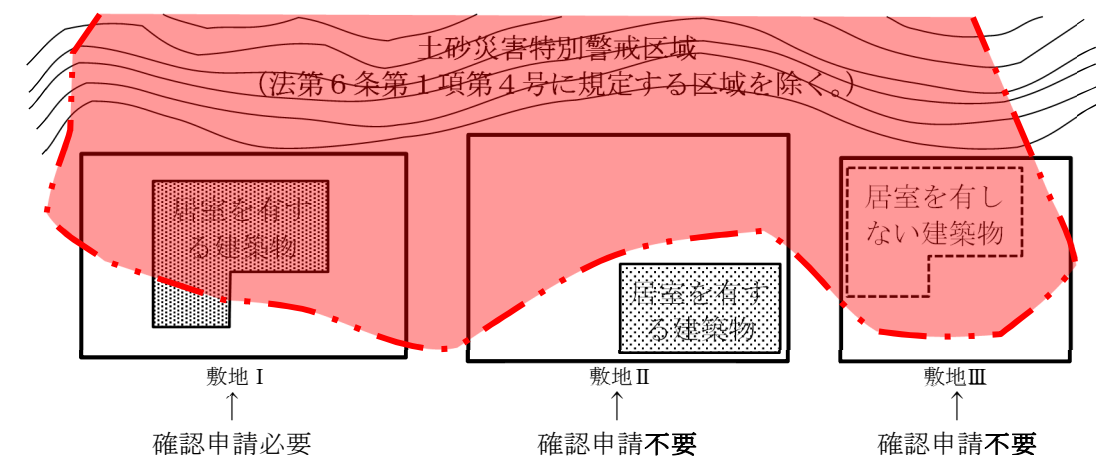 土砂災害特別警戒区域
(法第６条第１項第４号に規定する区域を除く。)
居室を有す
る建築物
居室を有す
る建築物
居室を有し
ない建築物
敷地Ⅰ
敷地Ⅱ
敷地Ⅲ
↑
↑
↑
確認申請必要
確認申請不要
確認申請不要